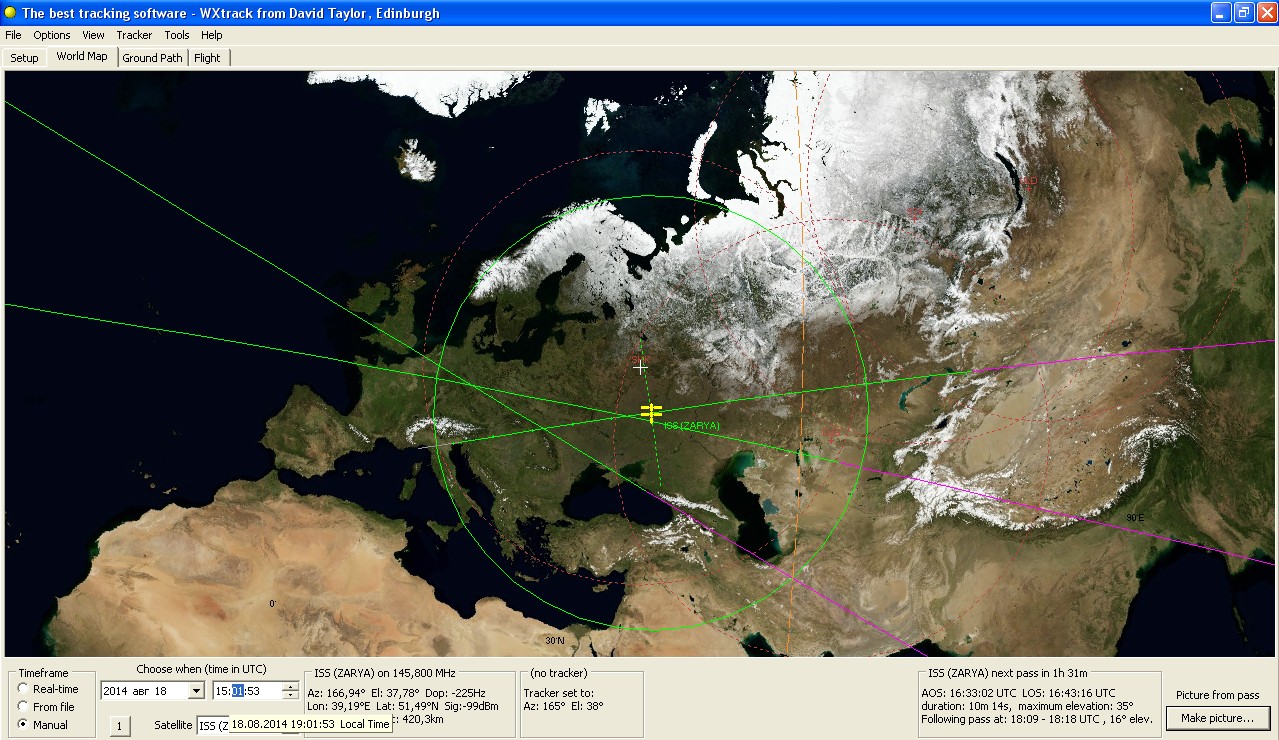 The best tracking software - WXtrack from David Taylor, Edinburgh
File Options View Tracker Tools Help
Setup World Map Ground Path Flight
ISS (ZARYA)
90°E
0°
30°N
Timeframe
Real-time
From file
Manual
Choose when (time in UTC)
2014 авг 18 15:01:53
1 Satellite ISS (Z
18.08.2014 19:01:53 Local Time
ISS (ZARYA) on 145,800 MHz
Az: 166,94° El: 37,78° Dop: -225Hz
Lon: 39,19°E Lat: 51,49°N Sig:-99dBm
: 420,3km
(no tracker)
Tracker set to:
Az: 165° El: 38°
ISS (ZARYA) next pass in 1h 31m
AOS: 16:33:02 UTC LOS: 16:43:16 UTC
duration: 10m 14s, maximum elevation: 35°
Following pass at: 18:09 - 18:18 UTC , 16° elev.
Picture from pass
Make picture...